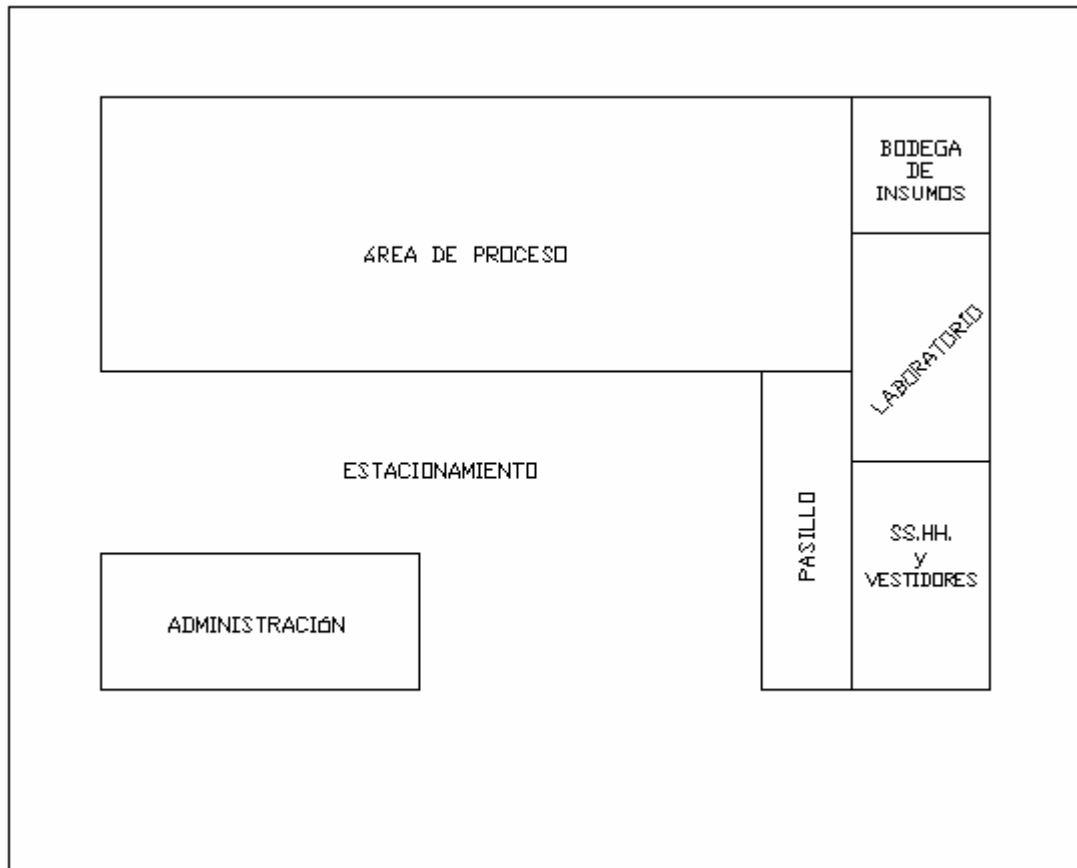 BODEGA
DE
INSUMOS
ÁREA DE PROCESO
LABORATORIO
ESTACIONAMIENTO
PASILLO
SS.HH.
y
VESTIDORES
ADMINISTRACIÓN